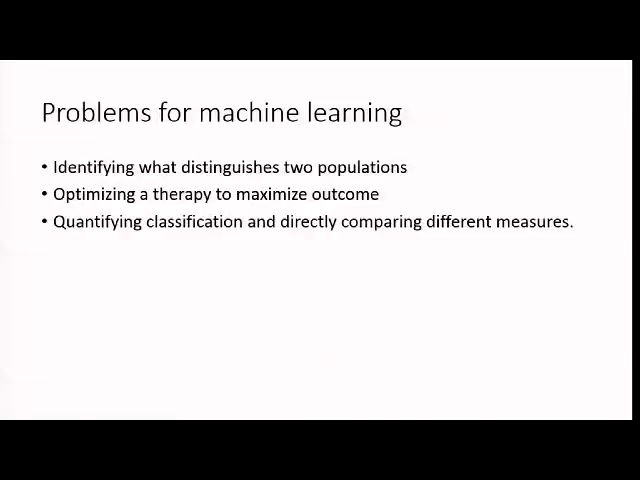 Problems for machine learning
• Identifying what distinguishes two populations
• Optimizing a therapy to maximize outcome
• Quantifying classification and directly comparing different measures.